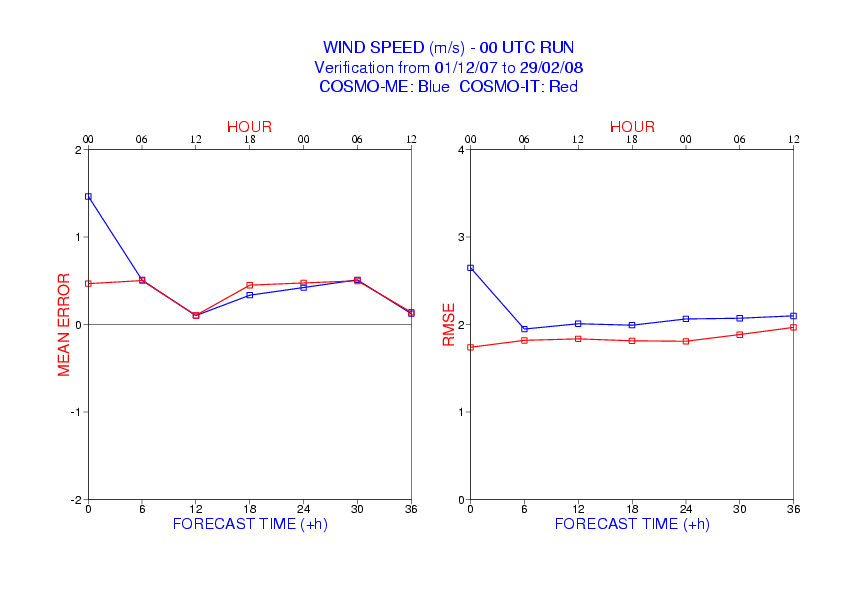 WIND SPEED (m/s) - 00 UTC RUN
Verification from 01/12/07 to 29/02/08
COSMO-ME: Blue COSMO-IT: Red
HOUR
00 06 12 18 00 06 12
2
1
0
-1
-2
MEAN ERROR
0 6 12 18 24 30 36
FORECAST TIME (+h)
HOUR
00 06 12 18 00 06 12
4
3
2
1
0
RMSE
0 6 12 18 24 30 36
FORECAST TIME (+h)